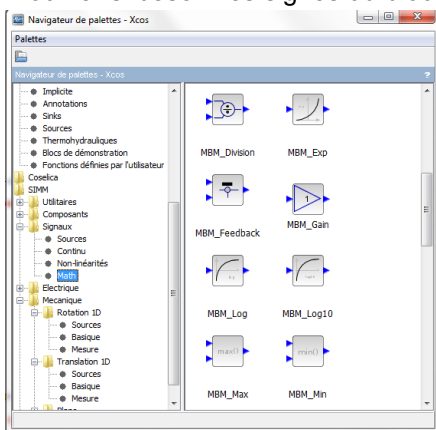 Navigateur de palettes - Xcos
Palettes
Navigateur de palettes - Xcos
?
Implicite
Annotations
Sinks
Sources
Thermohydrauliques
Blocs de démonstration
Fonctions définies par l'utilisateur
Coselica
SIMM
Utilitaires
Composants
Signaux
Sources
Continu
Non-linéarités
Math
Electrique
Mecanique
Rotation 1D
Sources
Basique
Mesure
Translation 1D
Sources
Basique
Mesure
MBM_Division
MBM_Exp
1
MBM_Feedback
MBM_Gain
MBM_Log
MBM_Log10
max()
min()
MBM_Max
MBM_Min